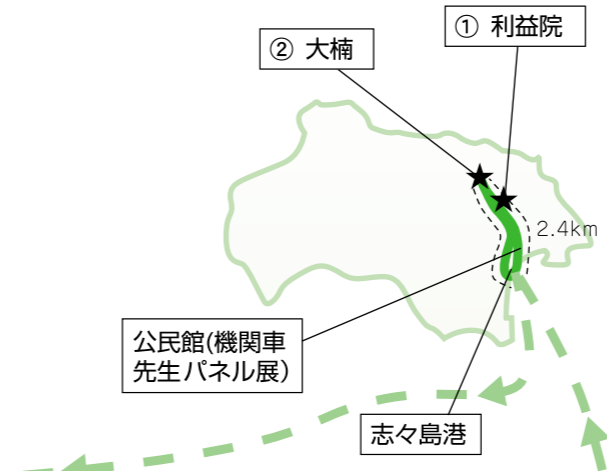 ① 利益院
② 大楠
2.4km
公民館(機関車
先生パネル展)
志々島港